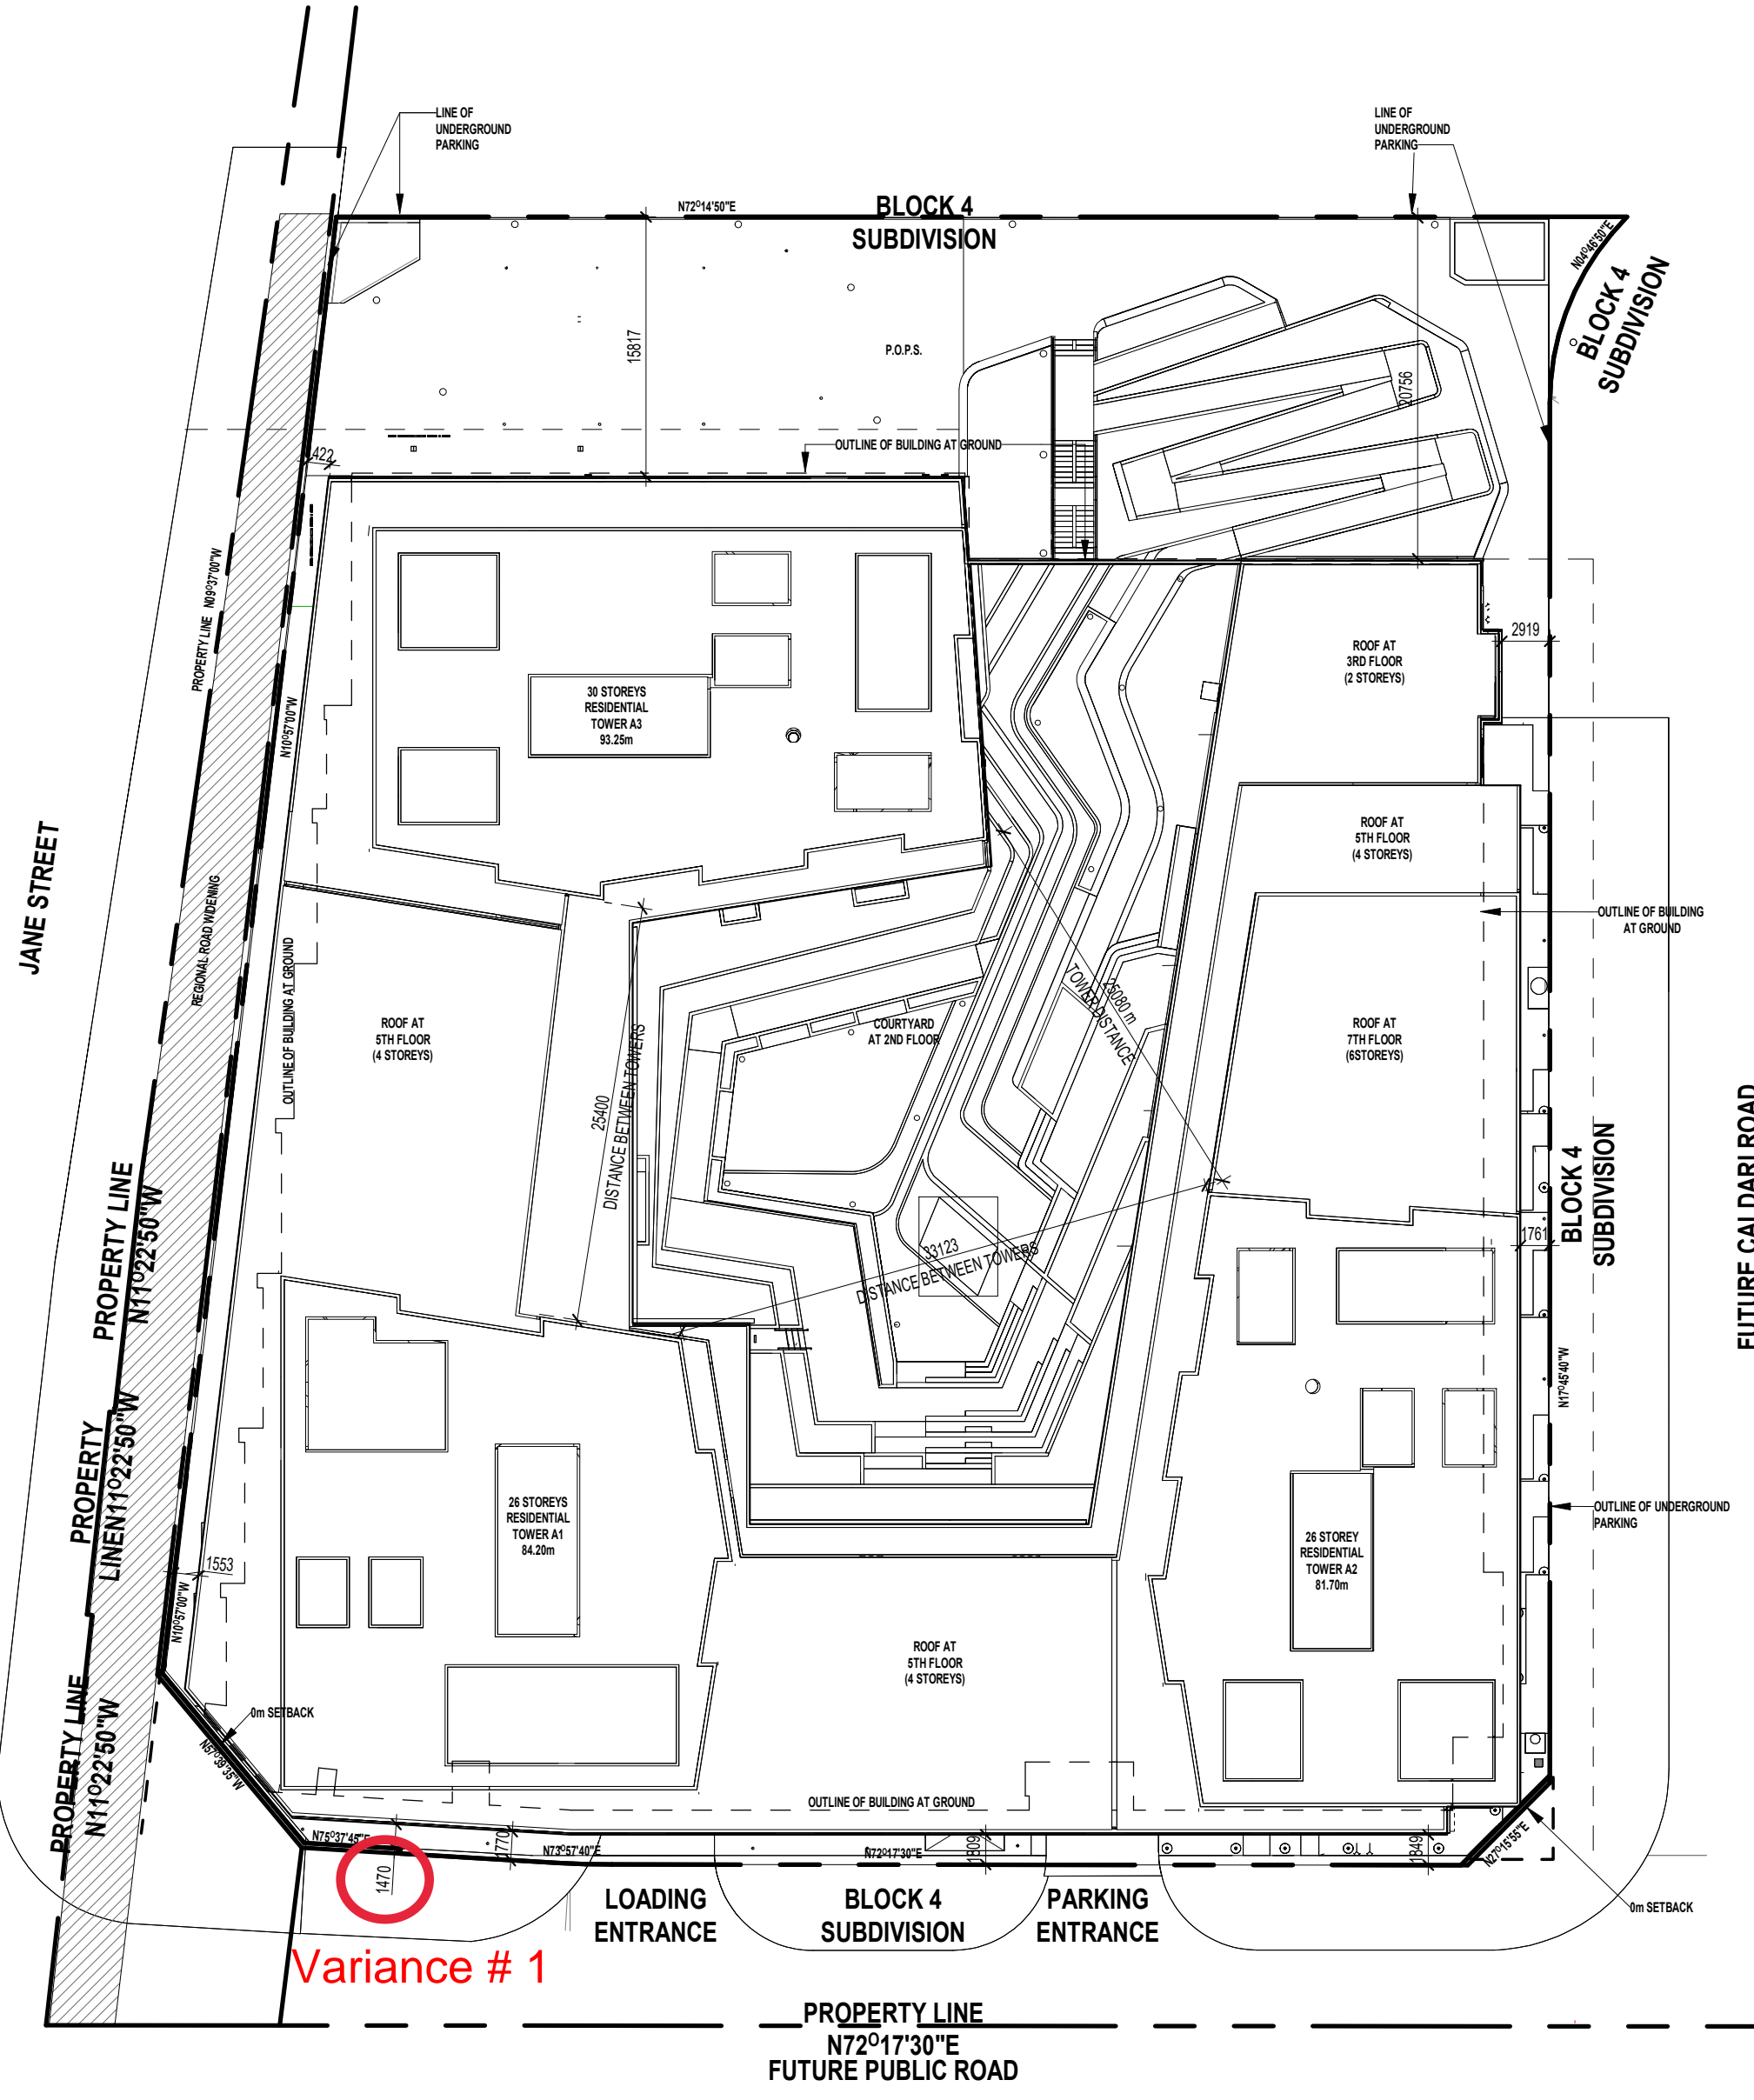 LINE OF
UNDERGROUND
PARKING
LINE OF
UNDERGROUND
PARKING
N72°14'50"E
BLOCK 4
SUBDIVISION
N04°46'50"E
BLOCK 4
SUBDIVISION
15817
P.O.P.S.
20756
OUTLINE OF BUILDING AT GROUND
422
PROPERTY LINE N09°37'00"W
N10°57'00"W
30 STOREYS
RESIDENTIAL
TOWER A3
93.25m
ROOF AT
3RD FLOOR
(2 STOREYS)
2919
ROOF AT
5TH FLOOR
(4 STOREYS)
JANE STREET
REGIONAL ROAD WIDENING
OUTLINE OF BUILDING AT GROUND
OUTLINE OF BUILDING
AT GROUND
ROOF AT
5TH FLOOR
(4 STOREYS)
25400
DISTANCE BETWEEN TOWERS
COURTYARD
AT 2ND FLOOR
25080 m
TOWER DISTANCE
ROOF AT
7TH FLOOR
(6STOREYS)
FUTURE CALDARI ROAD
BLOCK 4
SUBDIVISION
1761
33123
DISTANCE BETWEEN TOWERS
PROPERTY LINE
N11°22'50"W
N17°45'40"W
PROPERTY
LINEN11°22'50"W
26 STOREYS
RESIDENTIAL
TOWER A1
84.20m
26 STOREY
RESIDENTIAL
TOWER A2
81.70m
OUTLINE OF UNDERGROUND
PARKING
1553
N10°57'00"W
ROOF AT
5TH FLOOR
(4 STOREYS)
PROPERTY LINE
N11°22'50"W
0m SETBACK
N57°39'35"W
OUTLINE OF BUILDING AT GROUND
N75°37'45"E
1770
N73°57'40"E
N72°17'30"E
1809
1849
N27°15'55"E
1470
LOADING
ENTRANCE
BLOCK 4
SUBDIVISION
PARKING
ENTRANCE
0m SETBACK
Variance # 1
PROPERTY LINE
N72°17'30"E
FUTURE PUBLIC ROAD